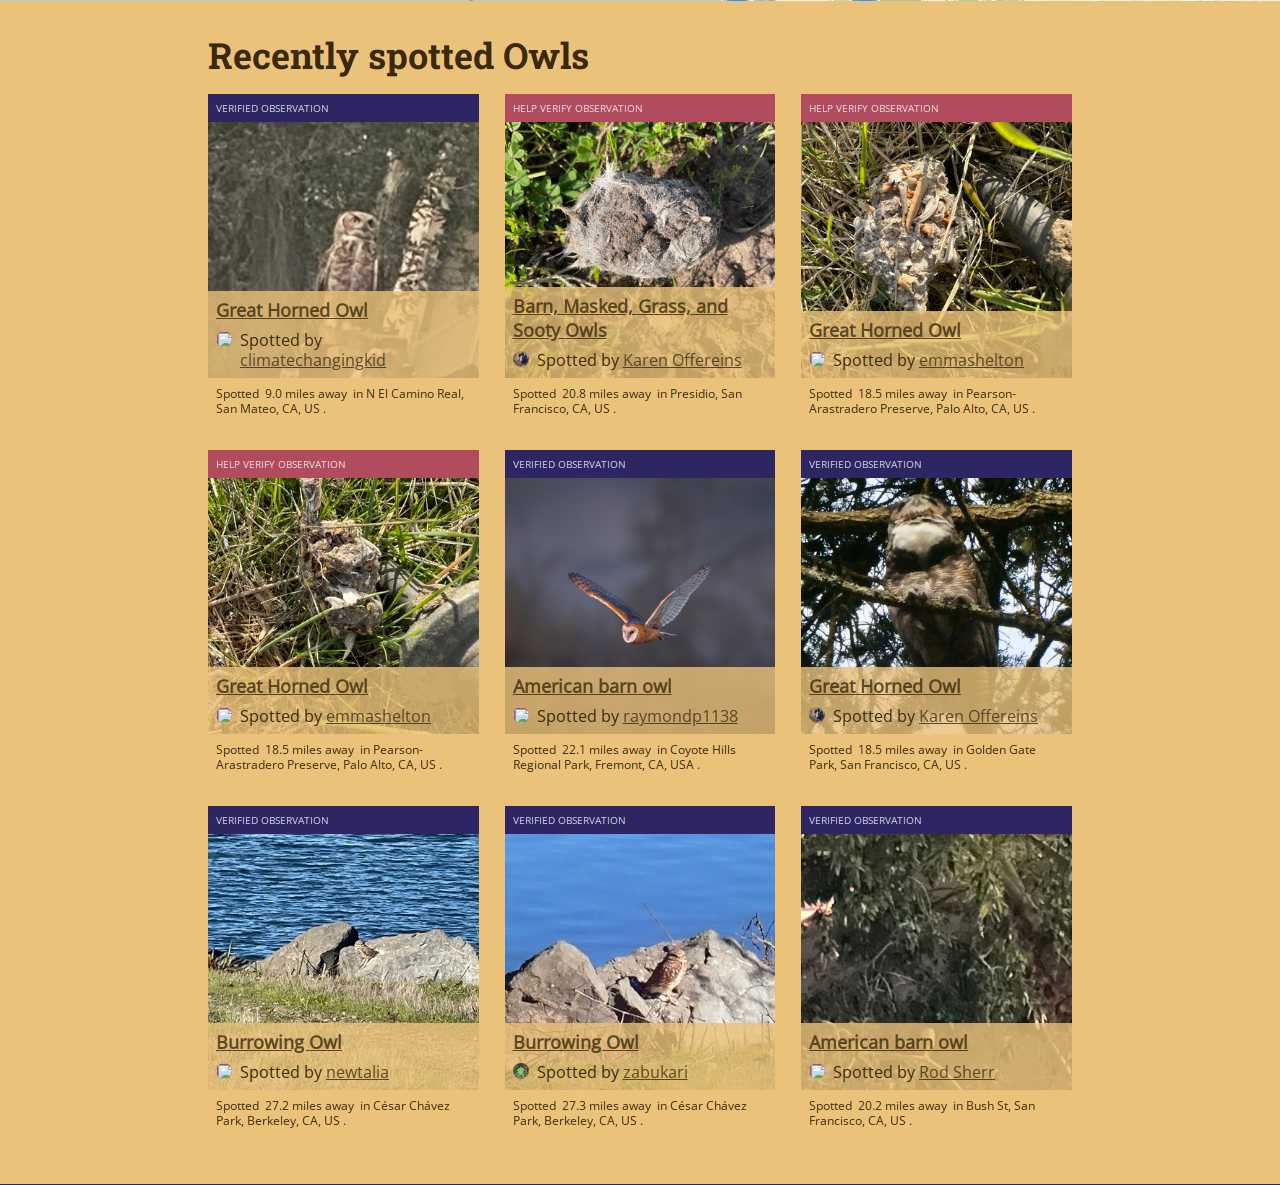 Recently spotted Owls
VERIFIED OBSERVATION
Great Horned Owl
Spotted by
climatechangingkid
Spotted 9.0 miles away in N El Camino Real,
San Mateo, CA, US .
HELP VERIFY OBSERVATION
Barn, Masked, Grass, and
Sooty Owls
Spotted by Karen Offereins
Spotted 20.8 miles away in Presidio, San
Francisco, CA, US .
HELP VERIFY OBSERVATION
Great Horned Owl
Spotted by emmashelton
Spotted 18.5 miles away in Pearson-
Arastradero Preserve, Palo Alto, CA, US .
HELP VERIFY OBSERVATION
Great Horned Owl
Spotted by emmashelton
Spotted 18.5 miles away in Pearson-
Arastradero Preserve, Palo Alto, CA, US .
VERIFIED OBSERVATION
American barn owl
Spotted by raymondp1138
Spotted 22.1 miles away in Coyote Hills
Regional Park, Fremont, CA, USA .
VERIFIED OBSERVATION
Great Horned Owl
Spotted by Karen Offereins
Spotted 18.5 miles away in Golden Gate
Park, San Francisco, CA, US .
VERIFIED OBSERVATION
Burrowing Owl
Spotted by newtalia
Spotted 27.2 miles away in César Chávez
Park, Berkeley, CA, US .
VERIFIED OBSERVATION
Burrowing Owl
Spotted by zabukari
Spotted 27.3 miles away in César Chávez
Park, Berkeley, CA, US .
VERIFIED OBSERVATION
American barn owl
Spotted by Rod Sherr
Spotted 20.2 miles away in Bush St, San
Francisco, CA, US .